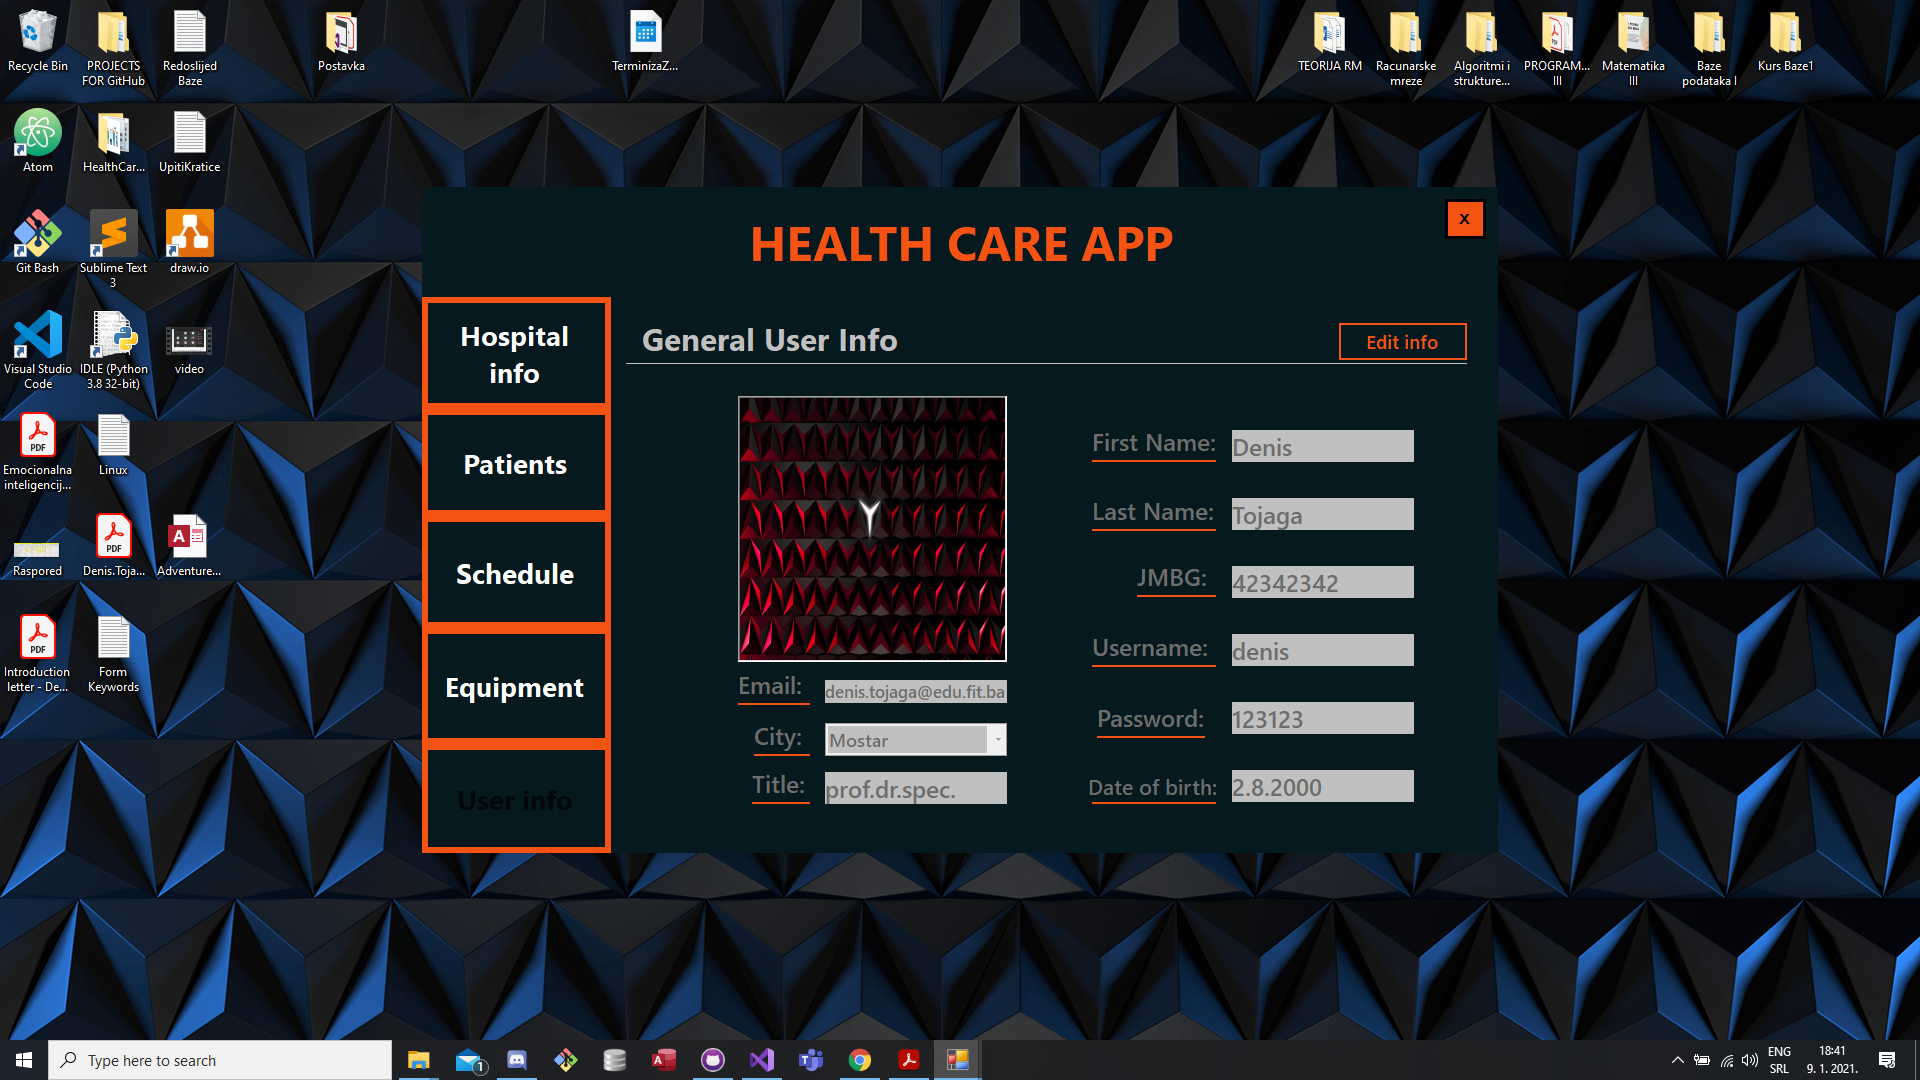 Recycle Bin
PROJECTS
FOR GitHub
Redoslijed
Baze
Postavka
TerminizaZ...
TEORIJA RM
Racunarske
mreze
Algoritmi i
strukture...
PROGRAM...
III
Matematika
III
Baze
podataka I
Kurs Baze1
Atom
HealthCar...
UpitiKratice
Git Bash
Sublime Text
3
draw.io
Visual Studio
Code
IDLE (Python
3.8 32-bit)
video
PDF
Emocionalna
inteligencij...
Linux
Raspored
PDF
Denis.Toja...
Adventure...
PDF
Introduction
letter - De...
Form
Keywords
HEALTH CARE APP
x
Hospital
info
Patients
Schedule
Equipment
User info
General User Info
Edit info
Email: denis.tojaga@edu.fit.ba
City: Mostar
Title: prof.dr.spec.
First Name: Denis
Last Name: Tojaga
JMBG: 42342342
Username: denis
Password: 123123
Date of birth: 2.8.2000
Type here to search
1
ENG
SRL
18:41
9. 1. 2021.